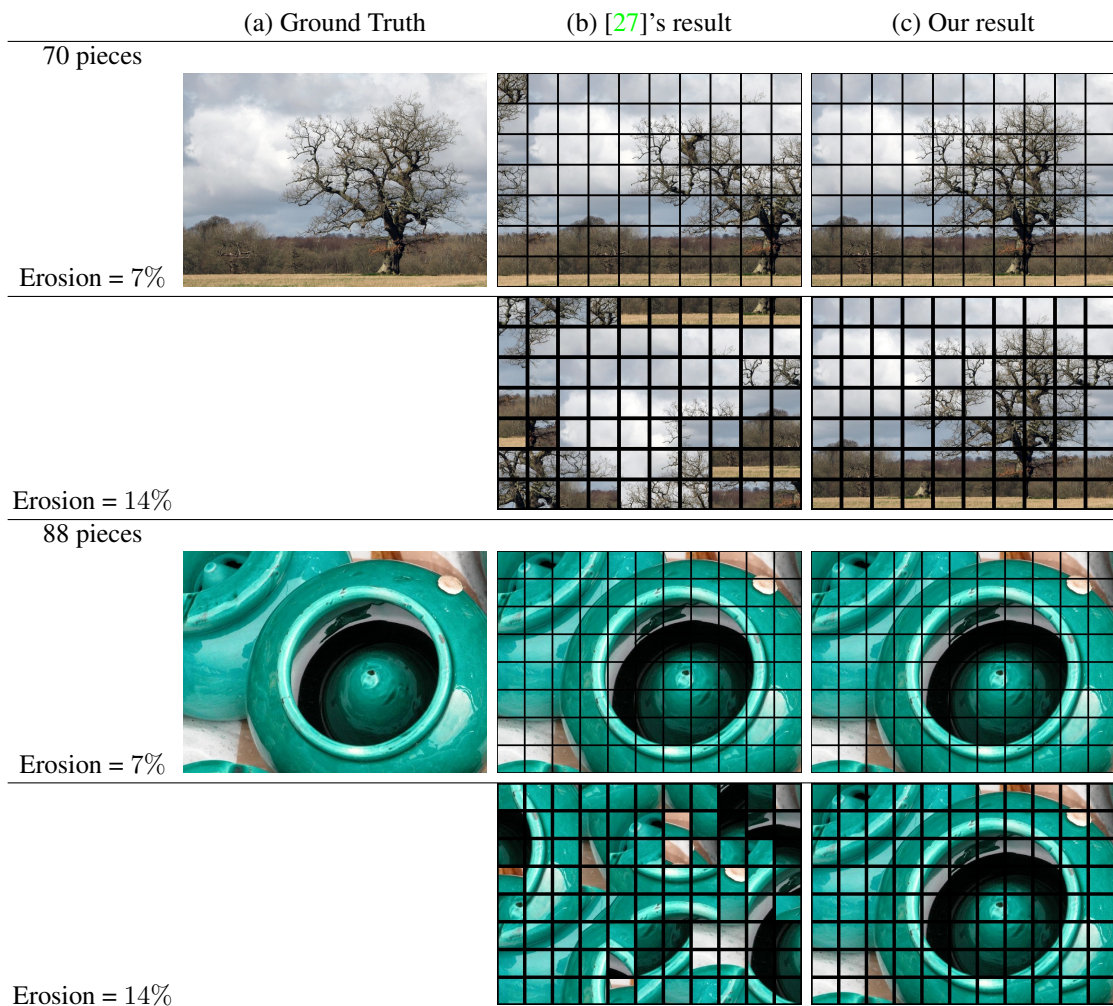 (a) Ground Truth (b) [27]'s result (c) Our result
70 pieces
Erosion = 7%
Erosion = 14%
88 pieces
Erosion = 7%
Erosion = 14%